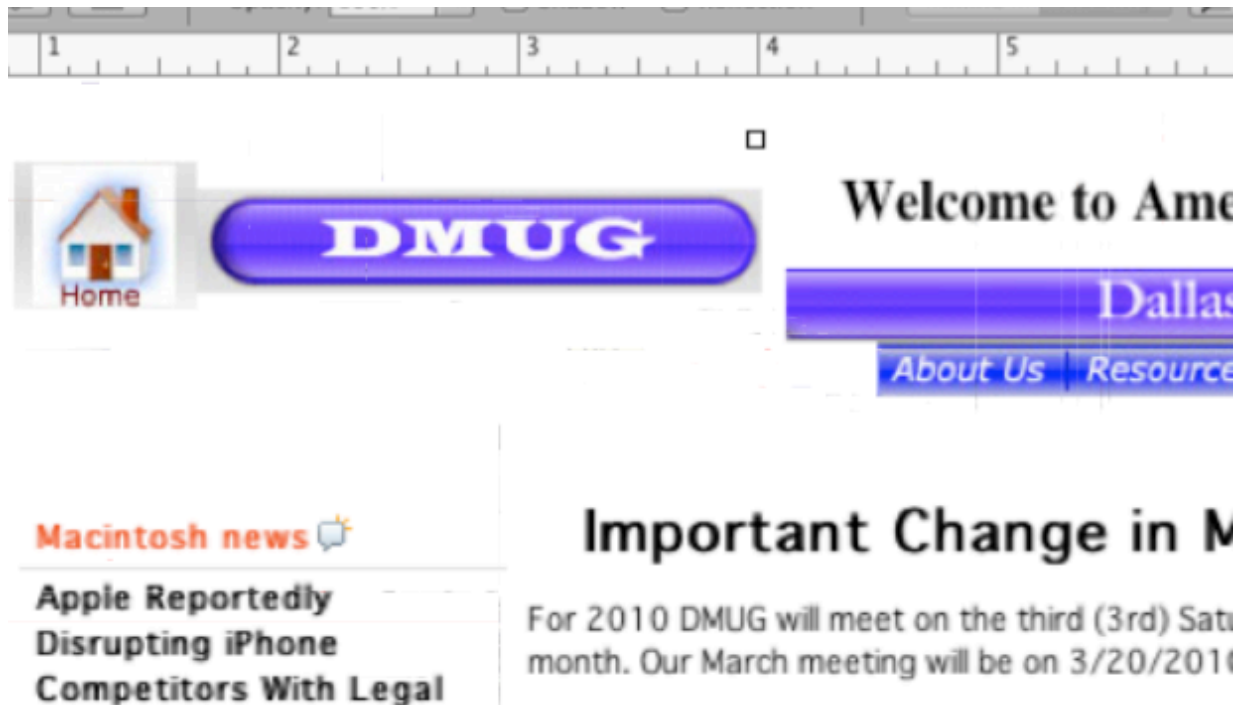 1 2 3 4 5
DMUG
Home
Welcome to Ame
Dallas
About Us | Resource
Macintosh news
Apple Reportedly
Disrupting iPhone
Competitors With Legal
Important Change in M
For 2010 DMUG will meet on the third (3rd) Satu
month. Our March meeting will be on 3/20/2010